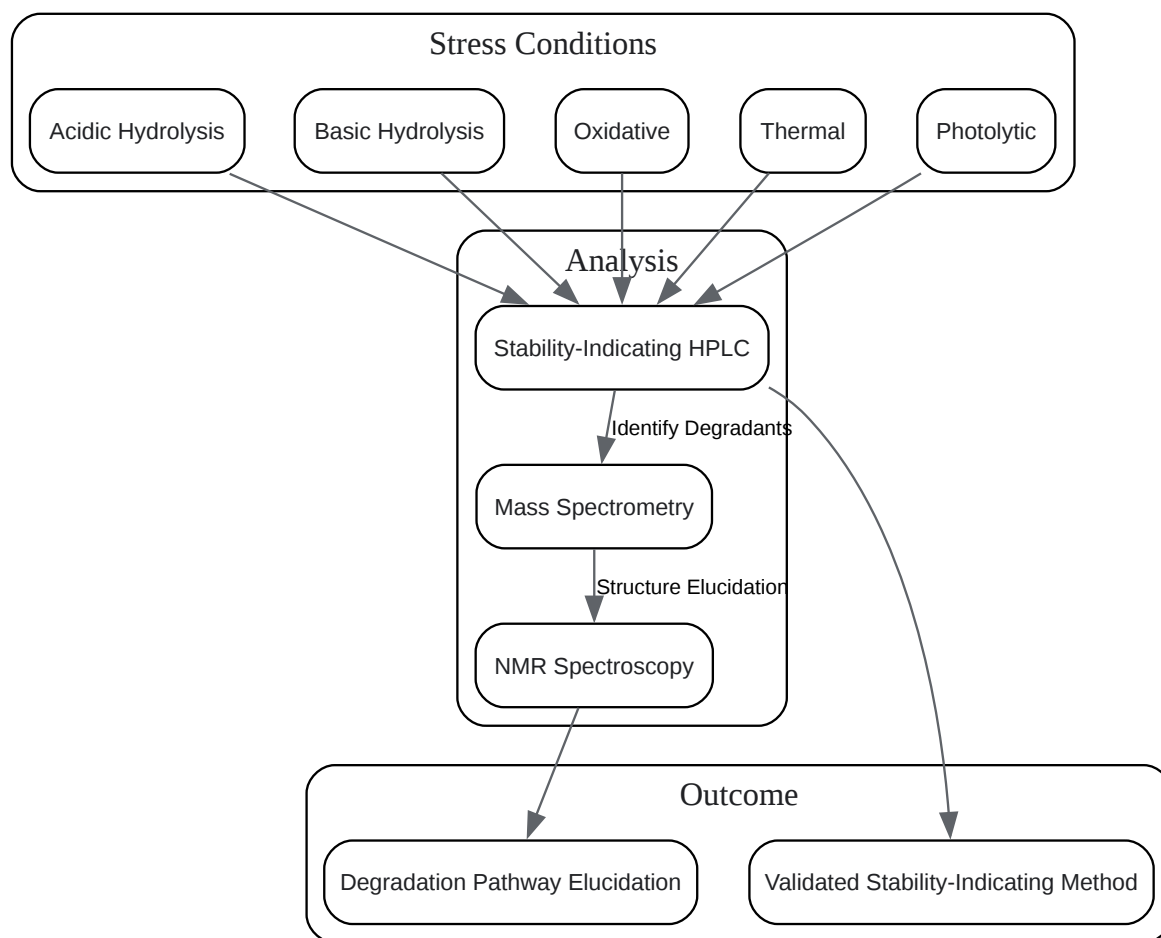 Stress Conditions
Acidic Hydrolysis
Basic Hydrolysis
Oxidative
Thermal
Photolytic
Analysis
Stability-Indicating HPLC
Identify Degradants
Mass Spectrometry
Structure Elucidation
NMR Spectroscopy
Outcome
Degradation Pathway Elucidation
Validated Stability-Indicating Method